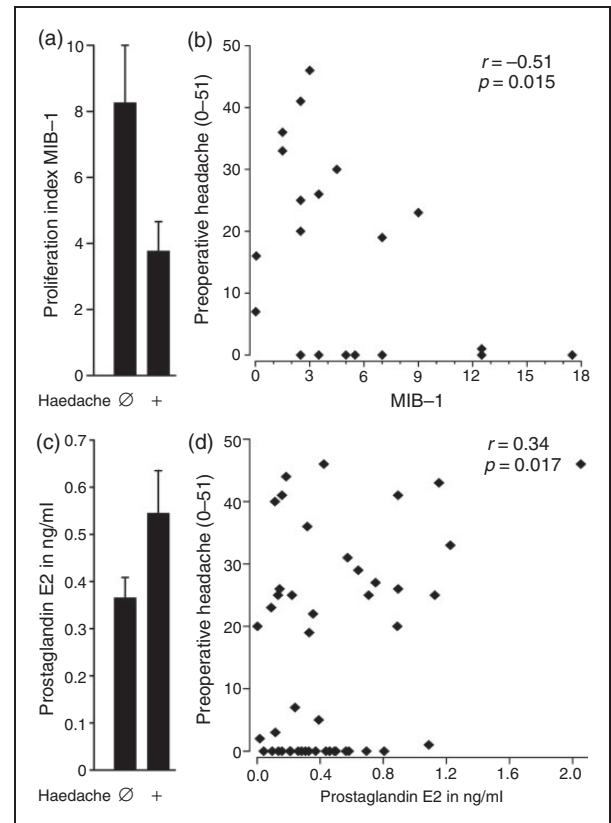 (a)
10
8
6
4
2
0
Proliferation index MIB–1
Haedache ∅ +
(b)
50
40
30
20
10
0
Preoperative headache (0–51)
r = –0.51
p = 0.015
0 3 6 9 12 15 18
MIB–1
(c)
0.7
0.6
0.5
0.4
0.3
0.2
0.1
0
Prostaglandin E2 in ng/ml
Haedache ∅ +
(d)
50
40
30
20
10
0
Preoperative headache (0–51)
r = 0.34
p = 0.017
0.0 0.4 0.8 1.2 1.6 2.0
Prostaglandin E2 in ng/ml